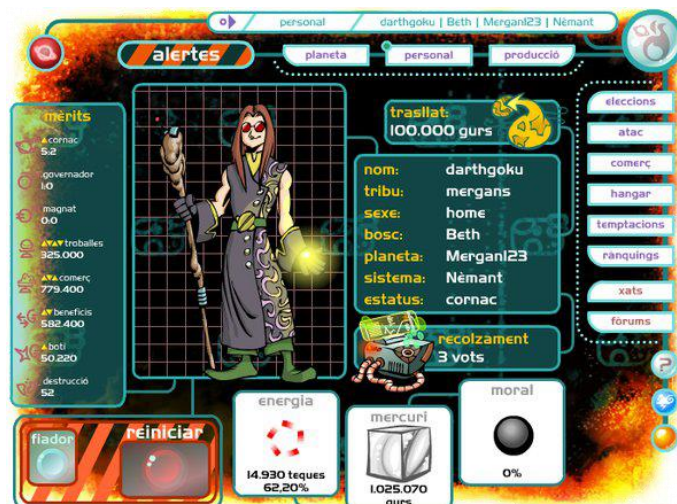 personal darthgoku | Beth | Mergan123 | Nèmant
alertes
planeta personal producció
mèrits
cornac
5:2
governador
1:0
magnat
0:0
troballes
325.000
comerç
779.400
beneficis
582.400
botí
50.220
destrucció
52
trasllat:
100.000 gurs
nom: darthgoku
tribu: mergans
sexe: home
bosc: Beth
planeta: Mergan123
sistema: Nèmant
estatus: cornac
recolzament
3 vots
eleccions
atac
comerç
hangar
temptacions
rànquings
xats
fòrums
?
fiador
reiniciar
energia
14.930 teques
62,20%
mercuri
1.025.070
gurs
moral
0%